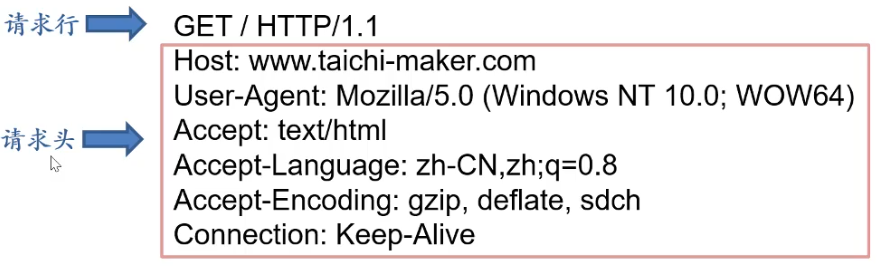 请求行
GET / HTTP/1.1
Host: www.taichi-maker.com
User-Agent: Mozilla/5.0 (Windows NT 10.0; WOW64)
请求头
Accept: text/html
Accept-Language: zh-CN,zh;q=0.8
Accept-Encoding: gzip, deflate, sdch
Connection: Keep-Alive